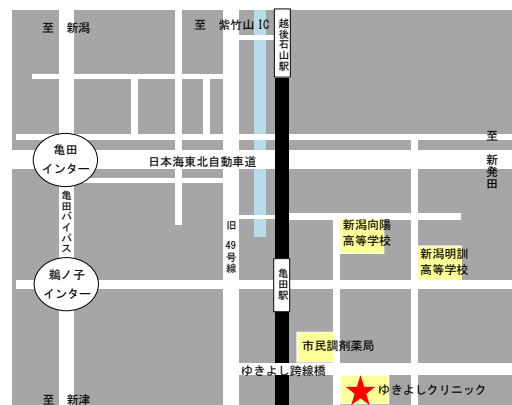 至　新潟
至　紫竹山 IC
越後石山駅
亀田
インター
日本海東北自動車道
至
新発田
亀田バイパス
旧
49
号線
新潟向陽
高等学校
新潟明訓
高等学校
鵜ノ子
インター
亀田駅
市民調剤薬局
ゆきよし跨線橋
ゆきよしクリニック
至　新津